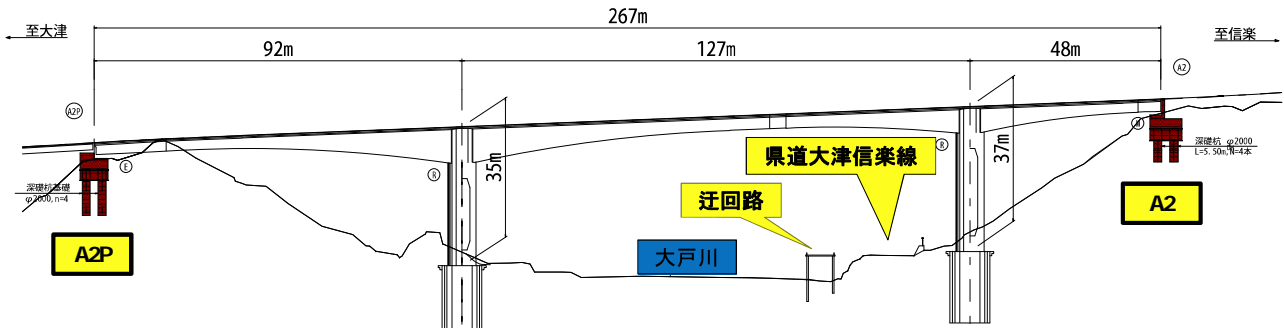 267m
至大津
至信楽
92m
127m
48m
A2P
A2
E
R
35m
県道大津信楽線
R
37m
M
深礎杭 φ2000
L=5.50m,N=4本
深礎杭基礎
φ2000,n=4
迂回路
A2
A2P
大戸川